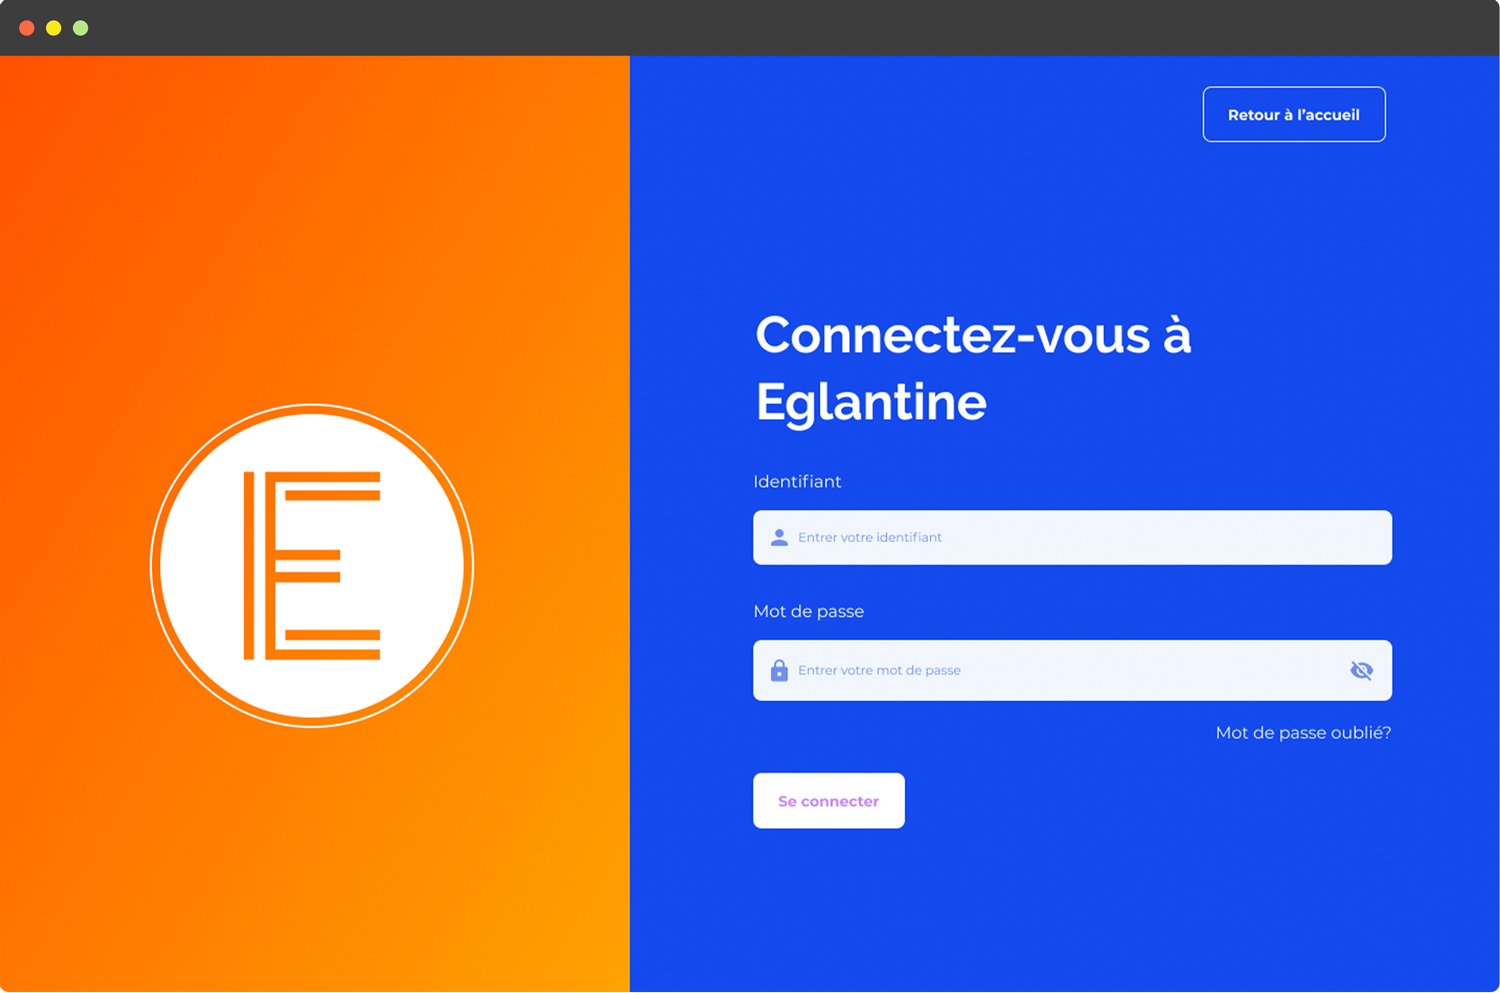 Retour à l’accueil
E
Connectez-vous à
Eglantine
Identifiant
Entrer votre identifiant
Mot de passe
Entrer votre mot de passe
Mot de passe oublié?
Se connecter